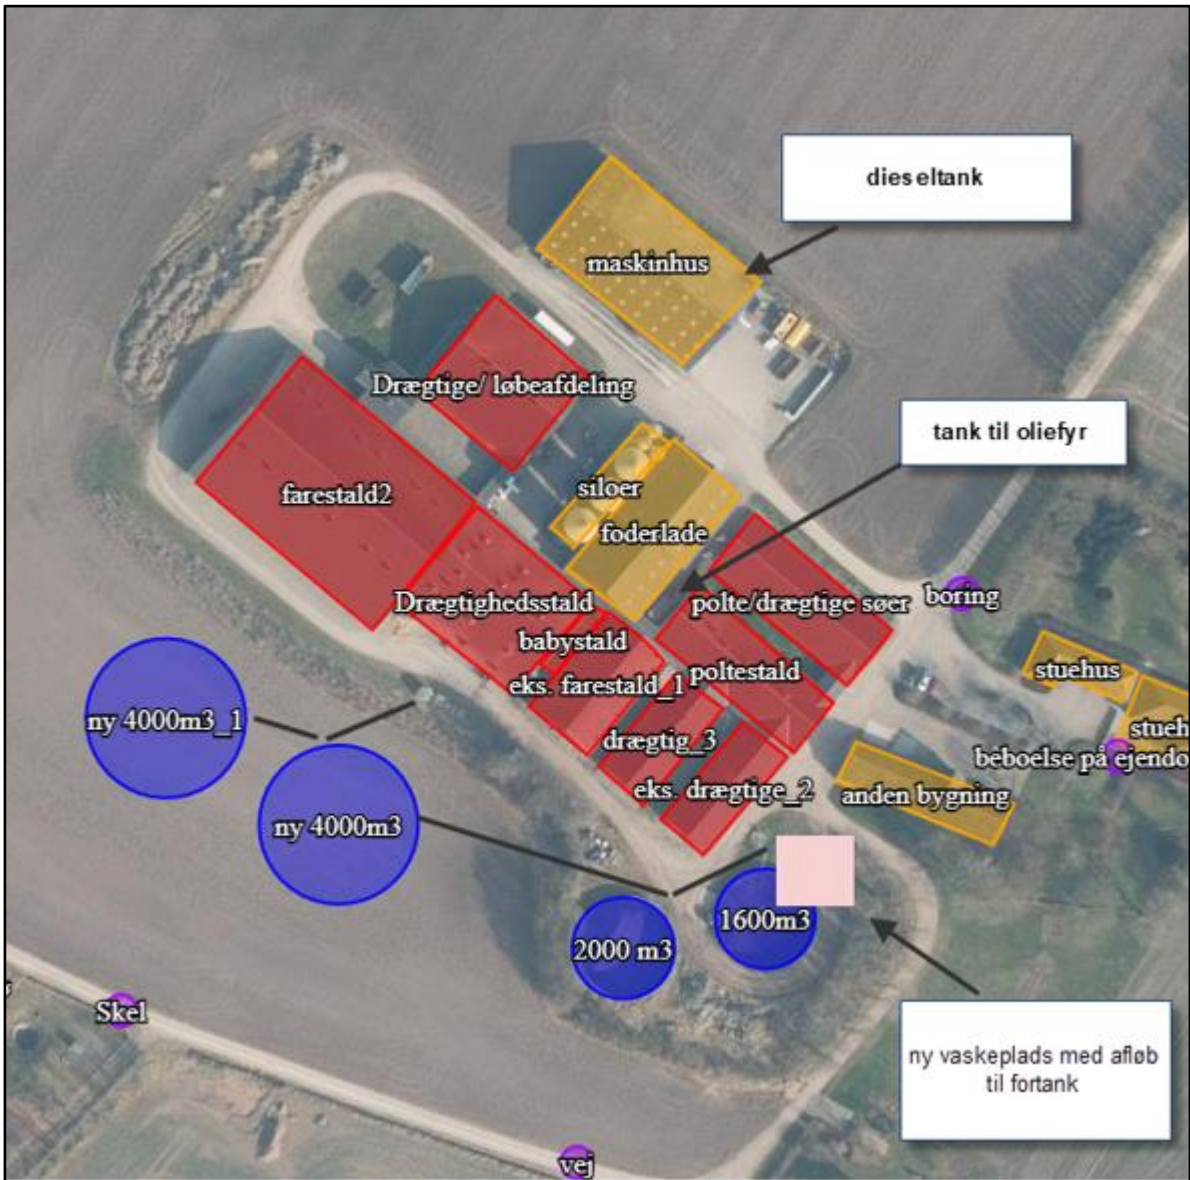 dieseltank
maskinhus
Drægtige/ løbeafdeling
tank til oliefyr
siloer
farestald2
foderlade
Drægtighedsstald
polte/drægtige søer
boring
babystald
stuehus
eks. farestald_1
poltestald
ny 4000m3_1
stueh
drægtig_3
beboelse på ejendo
eks. drægtige_2
anden bygning
ny 4000m3
1600m3
2000 m3
Skel
ny vaskeplads med afløb
til fortank
vej